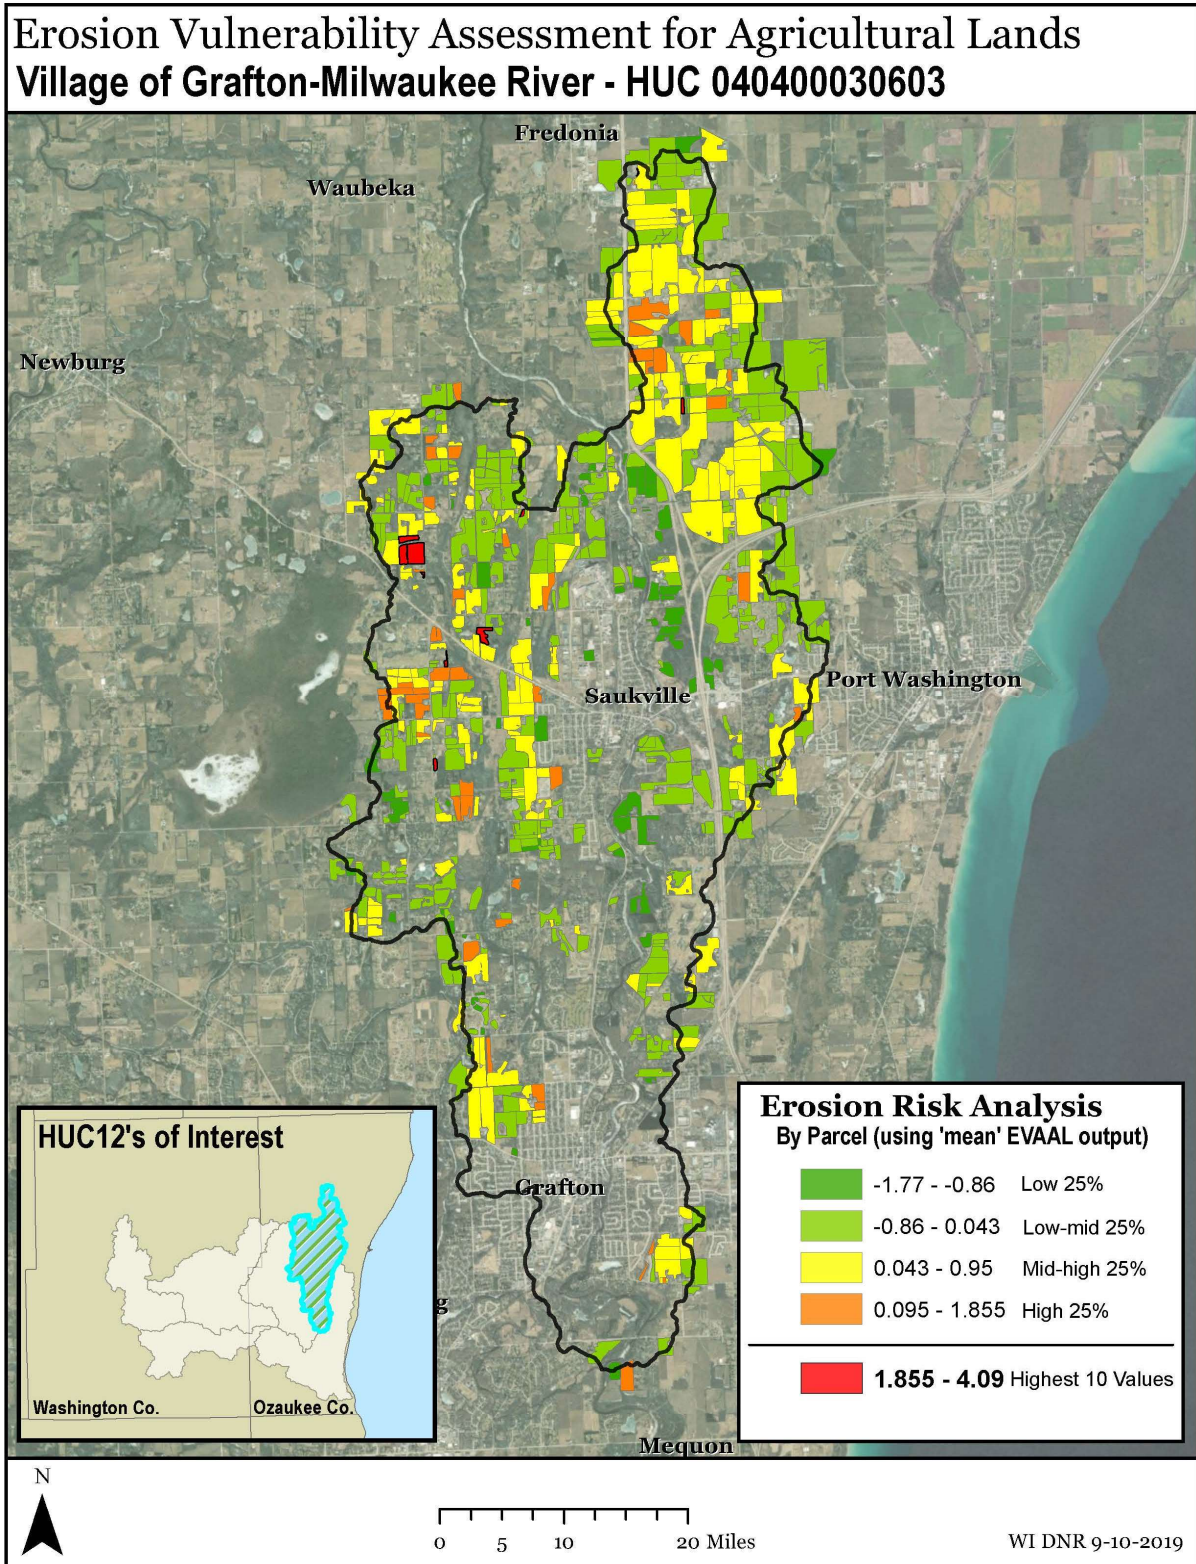 Erosion Vulnerability Assessment for Agricultural Lands
Village of Grafton-Milwaukee River - HUC 040400030603
Fredonia
Waubeka
Newburg
Port Washington
Saukville
Grafton
g
Mequon
HUC12's of Interest
Washington Co.
Ozaukee Co.
Erosion Risk Analysis
By Parcel (using 'mean' EVAAL output)
-1.77 - -0.86 Low 25%
-0.86 - 0.043 Low-mid 25%
0.043 - 0.95 Mid-high 25%
0.095 - 1.855 High 25%
1.855 - 4.09 Highest 10 Values
N
0 5 10 20 Miles
WI DNR 9-10-2019